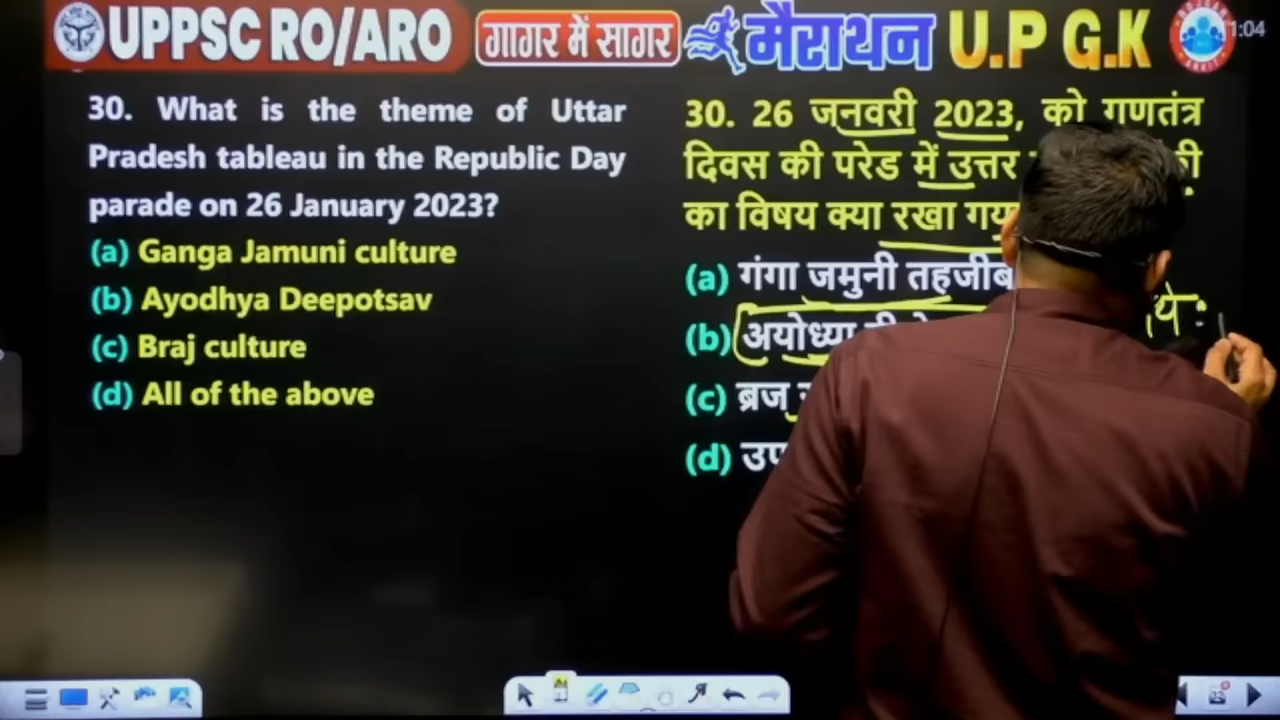 UPPSC RO/ARO गागर में सागर मैराथन U.P G.K
1:04
30. What is the theme of Uttar
Pradesh tableau in the Republic Day
parade on 26 January 2023?
(a) Ganga Jamuni culture
(b) Ayodhya Deepotsav
(c) Braj culture
(d) All of the above
30. 26 जनवरी 2023, को गणतंत्र
दिवस की परेड में उत्तर
का विषय क्या रखा
(a) गंगा जमुनी तहजीब
(b) अयोध्या
(c) ब्रज
(d)